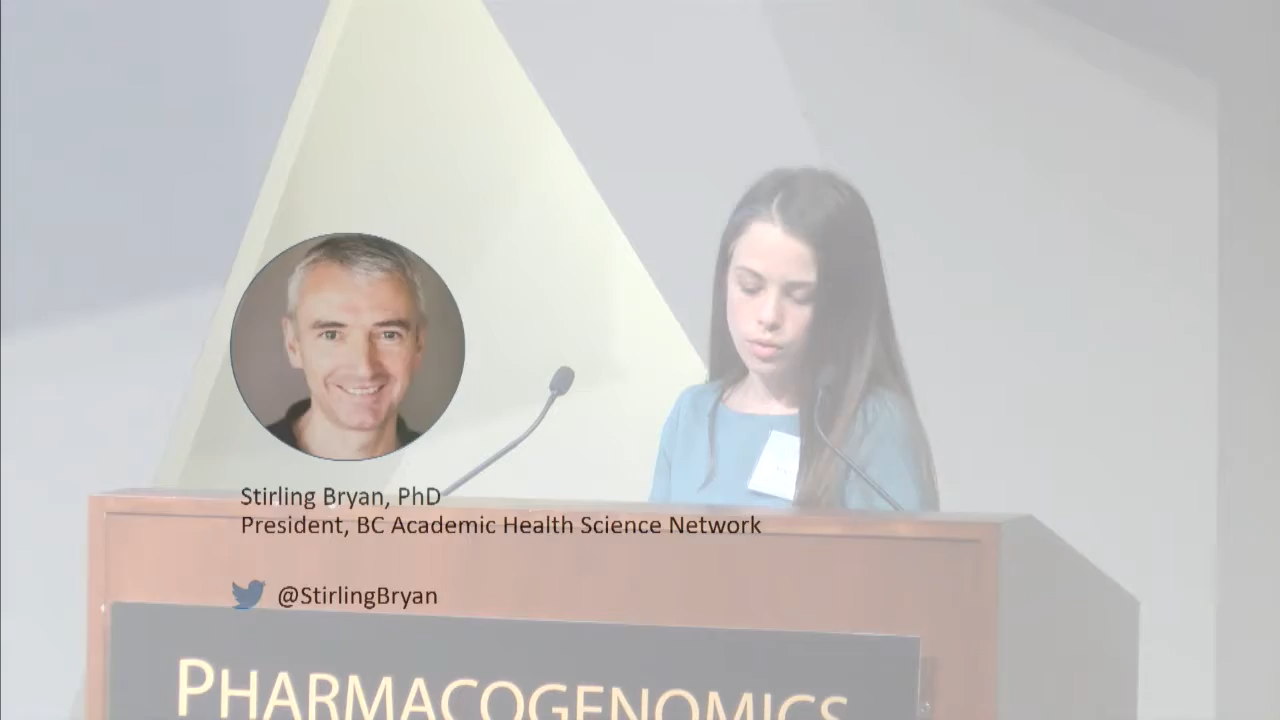 Stirling Bryan, PhD
President, BC Academic Health Science Network
@StirlingBryan
PHARMACOGENOMICS